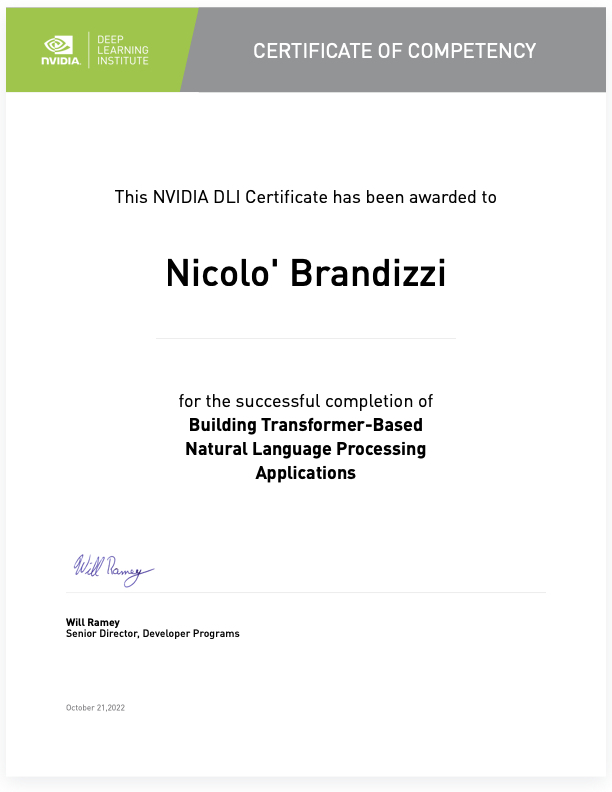 NVIDIA.
DEEP
LEARNING
INSTITUTE
CERTIFICATE OF COMPETENCY
This NVIDIA DLI Certificate has been awarded to
Nicolo' Brandizzi
for the successful completion of
Building Transformer-Based
Natural Language Processing
Applications
Will Ramey
Will Ramey
Senior Director, Developer Programs
October 21,2022